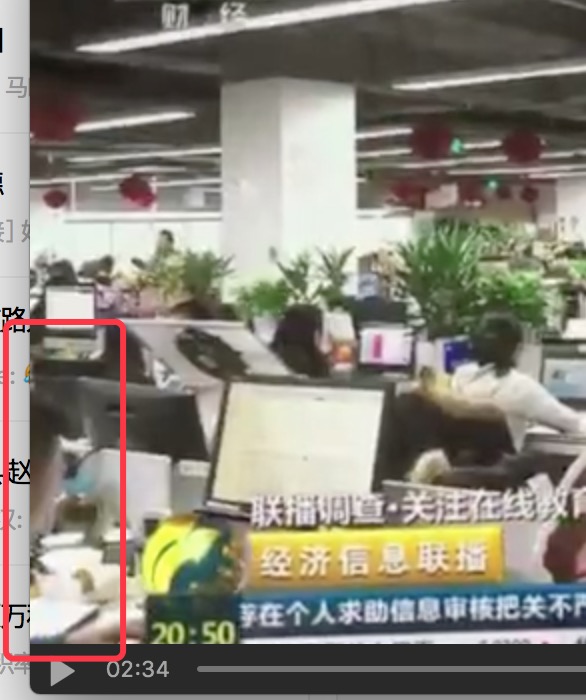 财·经
马
接]
路
赵
联播调查·关注在线教育
经济信息联播
存在个人求助信息审核把关不严
20:50
02:34